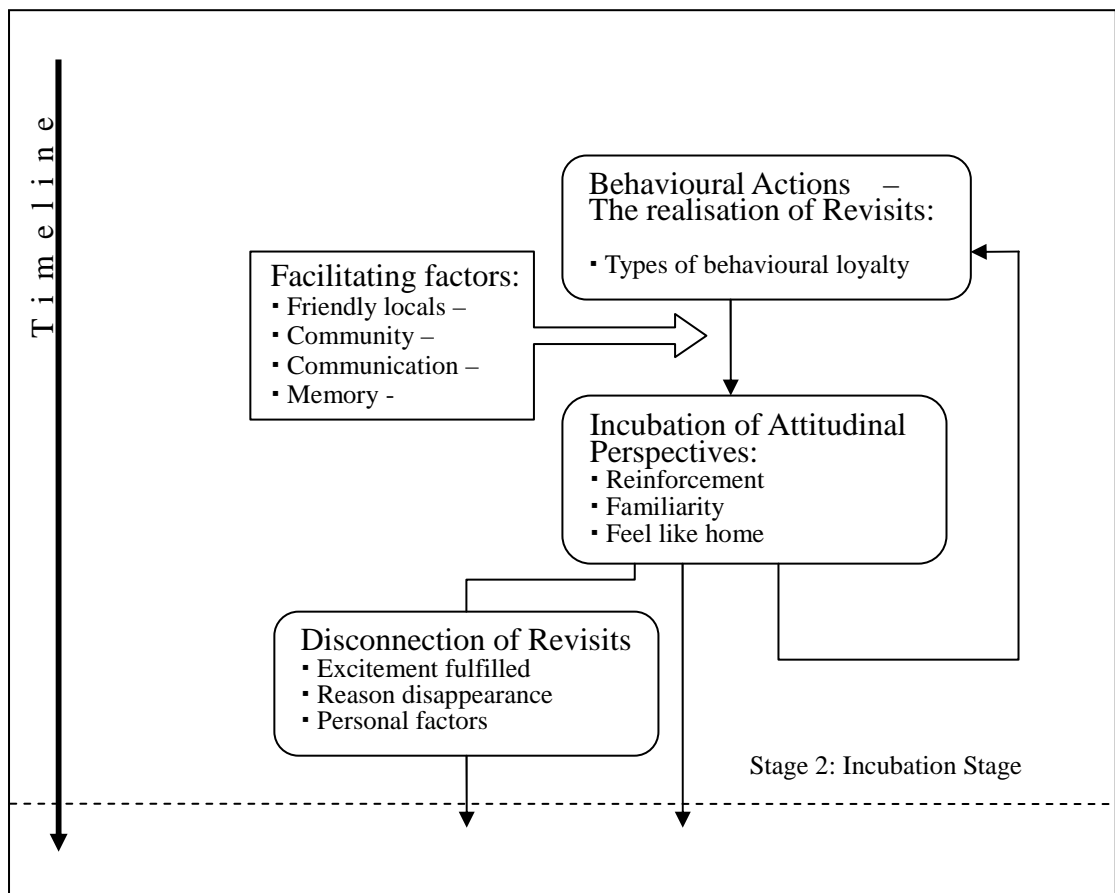 Timeline
Behavioural Actions –
The realisation of Revisits:
▪ Types of behavioural loyalty
Facilitating factors:
▪ Friendly locals –
▪ Community –
▪ Communication –
▪ Memory -
Incubation of Attitudinal
Perspectives:
▪ Reinforcement
▪ Familiarity
▪ Feel like home
Disconnection of Revisits
▪ Excitement fulfilled
▪ Reason disappearance
▪ Personal factors
Stage 2: Incubation Stage